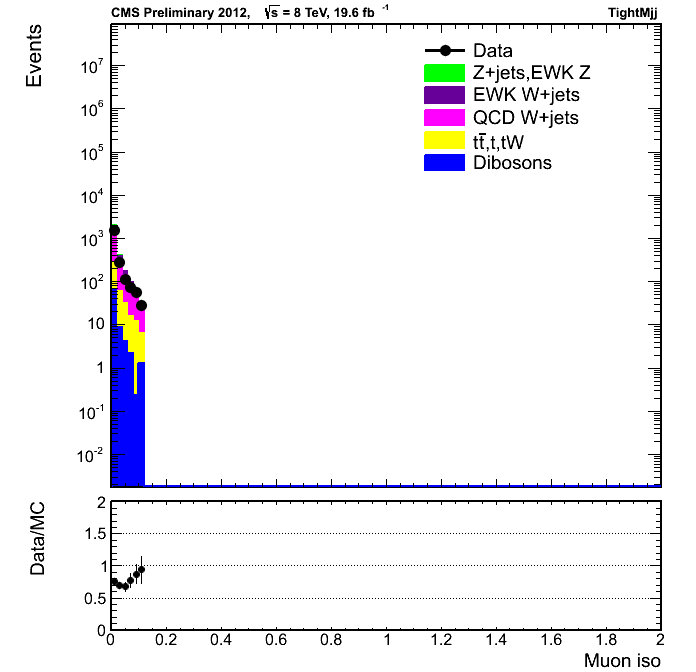 CMS Preliminary 2012, √s = 8 TeV, 19.6 fb⁻¹ TightMjj
Events
Data
Z+jets,EWK Z
EWK W+jets
QCD W+jets
tt̅,t,tW
Dibosons
10⁷
10⁶
10⁵
10⁴
10³
10²
10
1
10⁻¹
10⁻²
Data/MC
2
1.5
1
0.5
0
0 0.2 0.4 0.6 0.8 1 1.2 1.4 1.6 1.8 2
Muon iso